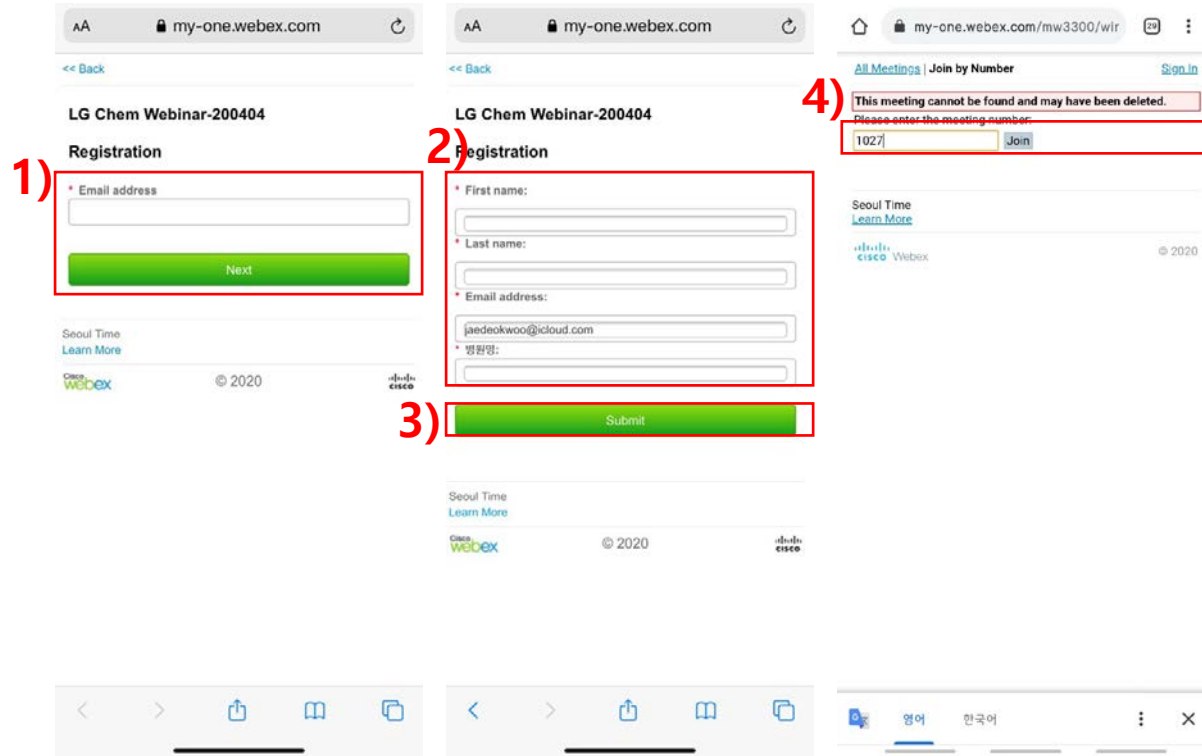 AA my-one.webex.com
<< Back
LG Chem Webinar-200404
Registration
1)
* Email address
Next
Seoul Time
Learn More
Cisco webex © 2020 cisco
AA my-one.webex.com
<< Back
LG Chem Webinar-200404
2)
Registration
* First name:
* Last name:
* Email address:
jaedeokwoo@icloud.com
* 병원명:
3)
Submit
Seoul Time
Learn More
Cisco webex © 2020 cisco
my-one.webex.com/mw3300/wir 29
All Meetings | Join by Number Sign In
4)
This meeting cannot be found and may have been deleted.
Please enter the meeting number:
1027 Join
Seoul Time
Learn More
cisco Webex © 2020
G 영어 한국어